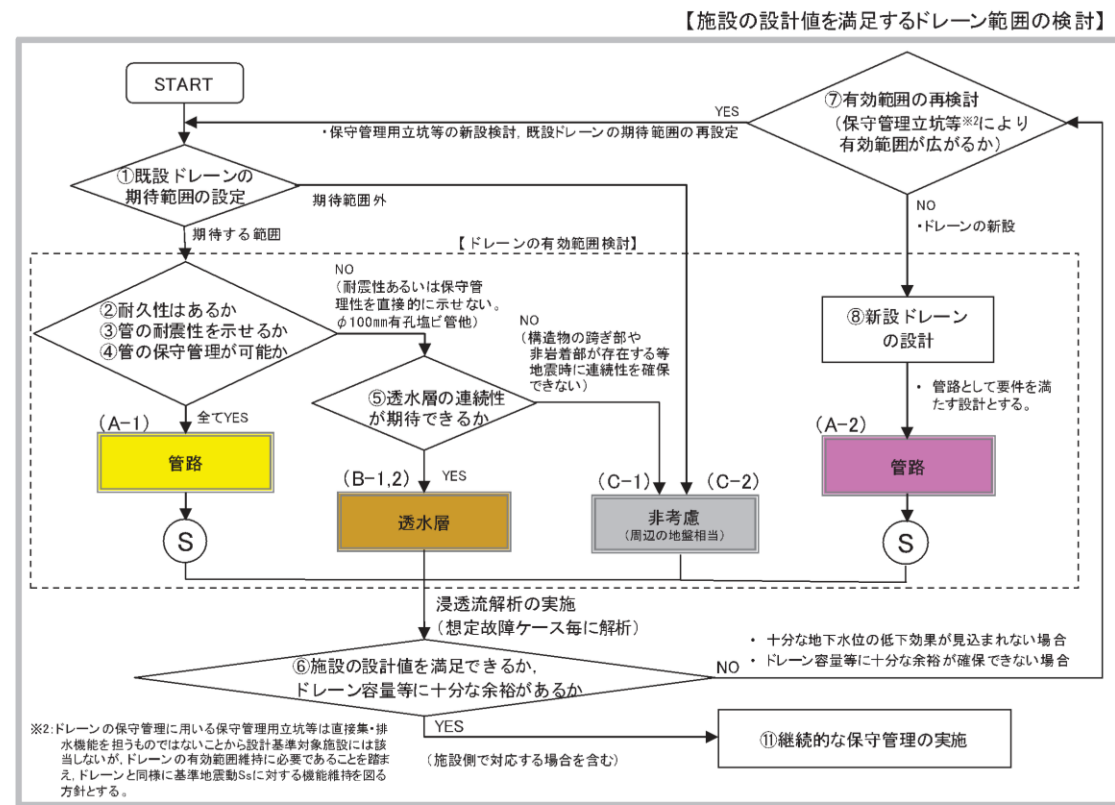 【施設の設計値を満足するドレーン範囲の検討】
START
⑦有効範囲の再検討
(保守管理立坑等※2により
有効範囲が広がるか)
YES
・保守管理用立坑等の新設検討, 既設ドレーンの期待範囲の再設定
①既設ドレーンの
期待範囲の設定
期待範囲外
期待する範囲
NO
・ドレーンの新設
【ドレーンの有効範囲検討】
②耐久性はあるか
③管の耐震性を示せるか
④管の保守管理が可能か
NO
(耐震性あるいは保守管
理性を直接的に示せない。
φ100mm有孔塩ビ管他)
NO
(構造物の跨ぎ部や
非岩着部が存在する等
地震時に連続性を確保
できない)
⑧新設ドレーン
の設計
⑤透水層の連続性
が期待できるか
・ 管路として要件を満
たす設計とする。
(A-1)
全てYES
管路
(B-1,2)
YES
透水層
(C-1)
(C-2)
非考慮
(周辺の地盤相当)
(A-2)
管路
S
S
浸透流解析の実施
(想定故障ケース毎に解析)
⑥施設の設計値を満足できるか,
ドレーン容量等に十分な余裕があるか
NO
・ 十分な地下水位の低下効果が見込まれない場合
・ ドレーン容量等に十分な余裕が確保できない場合
YES
(施設側で対応する場合を含む)
⑪継続的な保守管理の実施
※2:ドレーンの保守管理に用いる保守管理用立坑等は直接集・排
水機能を担うものではないことから設計基準対象施設には該
当しないが,ドレーンの有効範囲維持に必要であることを踏ま
え,ドレーンと同様に基準地震動Ssに対する機能維持を図る
方針とする。